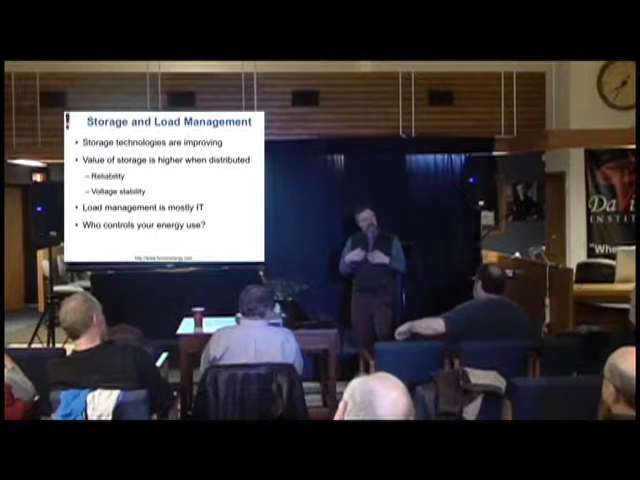 Storage and Load Management
• Storage technologies are improving
• Value of storage is higher when distributed
– Reliability
– Voltage stability
• Load management is mostly IT
• Who controls your energy use?
INSTIT